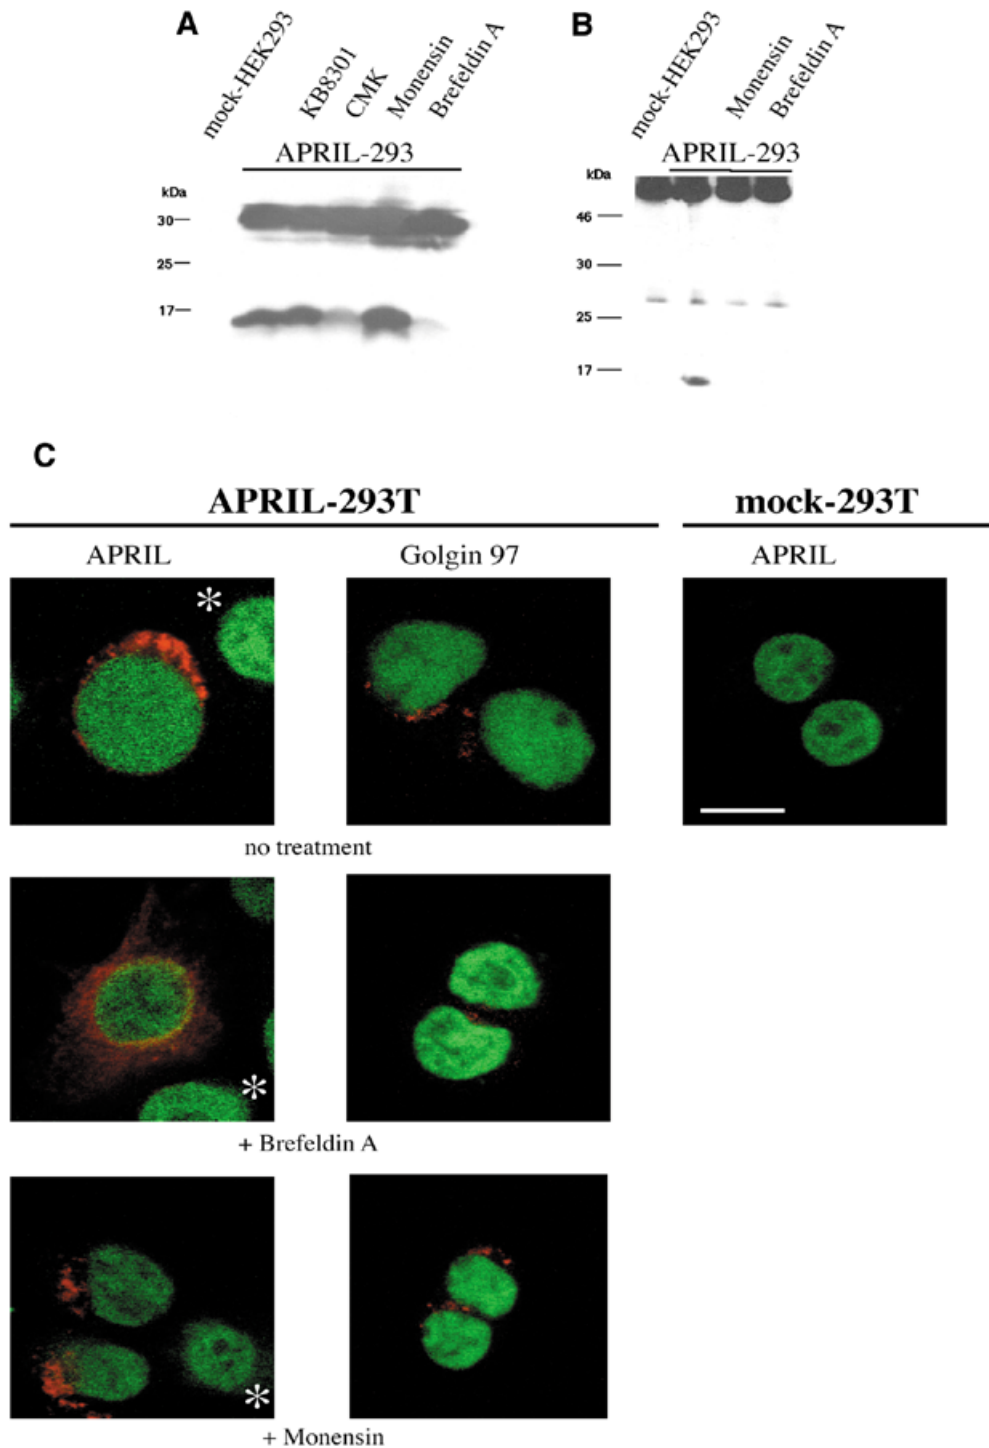 A
mock-HEK293
KB8301
CMK
Monensin
Brefeldin A
APRIL-293
kDa
30
25
17
B
mock-HEK293
Monensin
Brefeldin A
APRIL-293
kDa
46
30
25
17
C
APRIL-293T
mock-293T
APRIL
Golgin 97
APRIL
*
no treatment
*
+ Brefeldin A
*
+ Monensin